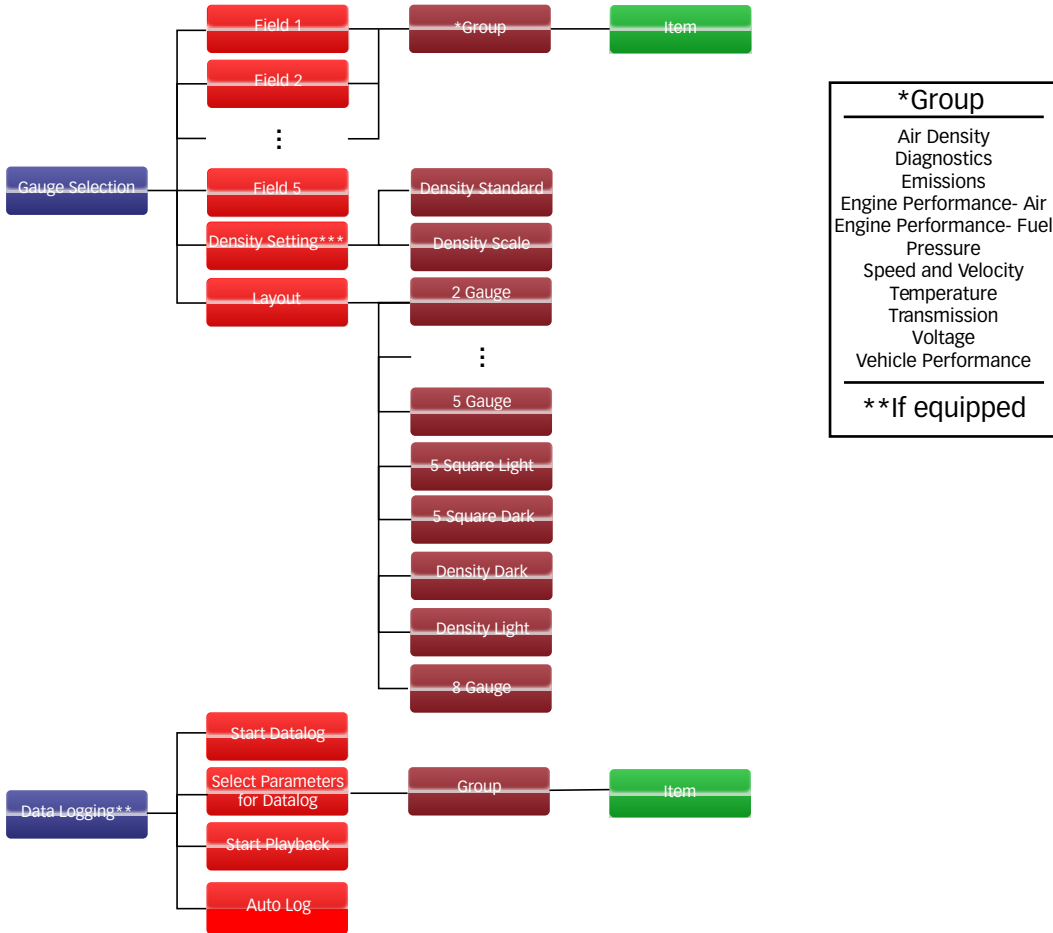 Field 1
*Group
Item
Field 2
⋮
Gauge Selection
Field 5
Density Standard
Density Setting***
Density Scale
Layout
2 Gauge
⋮
5 Gauge
5 Square Light
5 Square Dark
Density Dark
Density Light
8 Gauge
*Group
Air Density
Diagnostics
Emissions
Engine Performance- Air
Engine Performance- Fuel
Pressure
Speed and Velocity
Temperature
Transmission
Voltage
Vehicle Performance
**If equipped
Start Datalog
Select Parameters
for Datalog
Group
Item
Data Logging**
Start Playback
Auto Log